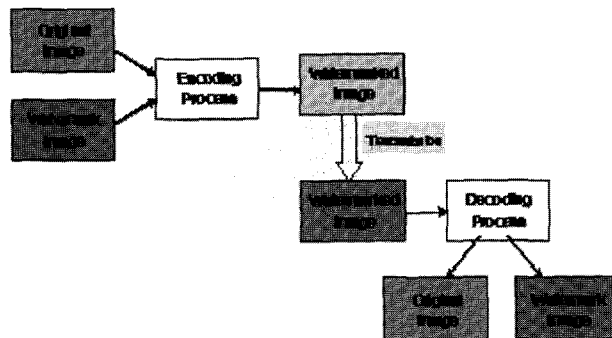 Original
Image
Encoding
Process
Watermarked
Image
Watermark
Image
Watermarked
Image
Decoding
Process
Original
Image
Watermark
Image